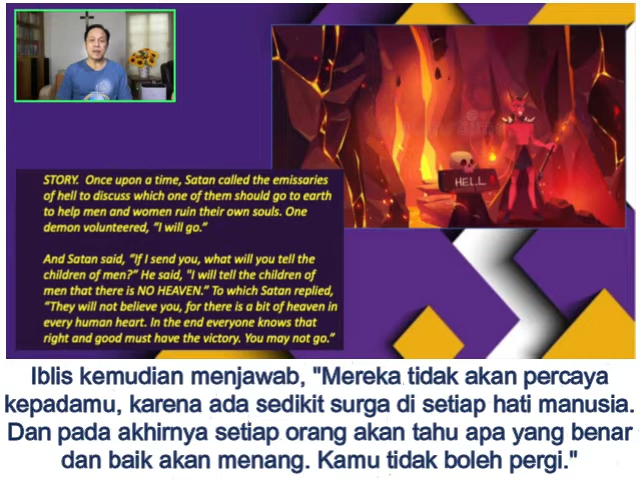 STORY. Once upon a time, Satan called the emissaries
of hell to discuss which one of them should go to earth
to help men and women ruin their own souls. One
demon volunteered, “I will go.”
And Satan said, “If I send you, what will you tell the
children of men?” He said, "I will tell the children of
men that there is NO HEAVEN.” To which Satan replied,
“They will not believe you, for there is a bit of heaven in
every human heart. In the end everyone knows that
right and good must have the victory. You may not go.”
HELL
Iblis kemudian menjawab, "Mereka tidak akan percaya
kepadamu, karena ada sedikit surga di setiap hati manusia.
Dan pada akhirnya setiap orang akan tahu apa yang benar
dan baik akan menang. Kamu tidak boleh pergi."